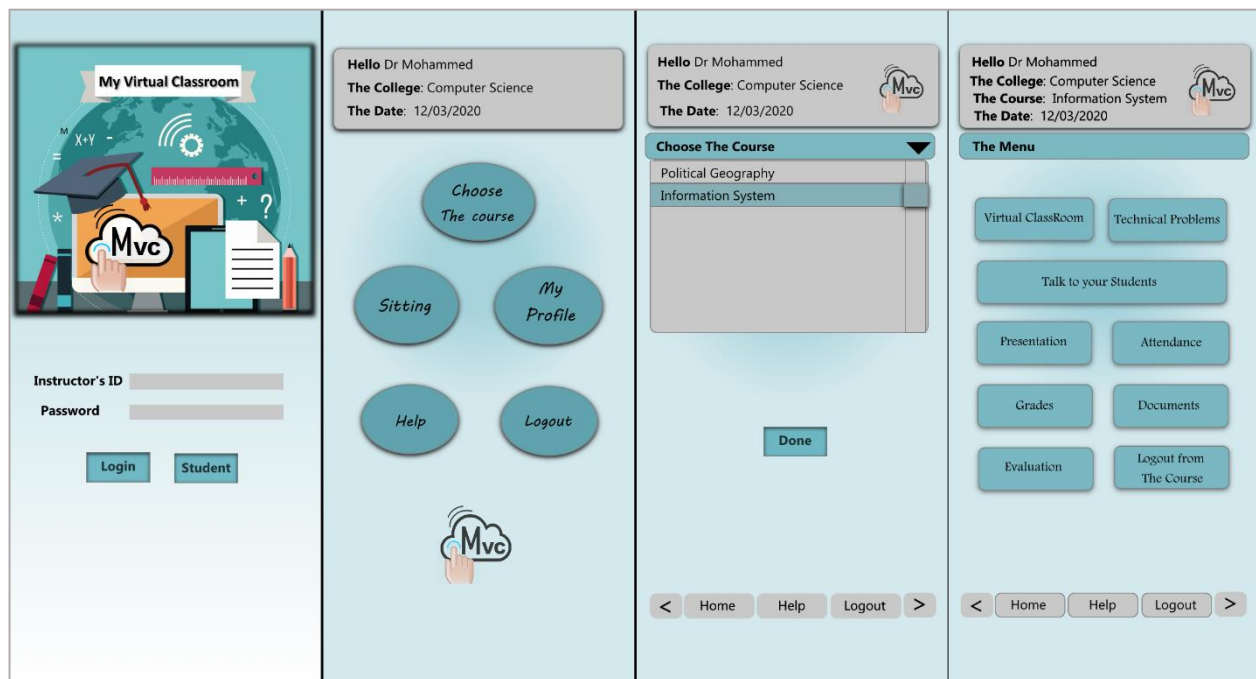 My Virtual Classroom
M
X+Y -
=
*
+
?
Mvc
Instructor's ID
Password
Login
Student
Hello Dr Mohammed
The College: Computer Science
The Date: 12/03/2020
Choose
The course
Sitting
My
Profile
Help
Logout
Mvc
Hello Dr Mohammed
The College: Computer Science
The Date: 12/03/2020
Mvc
Choose The Course
Political Geography
Information System
Done
<
Home
Help
Logout
>
Hello Dr Mohammed
The College: Computer Science
The Course: Information System
The Date: 12/03/2020
Mvc
The Menu
Virtual ClassRoom
Technical Problems
Talk to your Students
Presentation
Attendance
Grades
Documents
Evaluation
Logout from
The Course
<
Home
Help
Logout
>